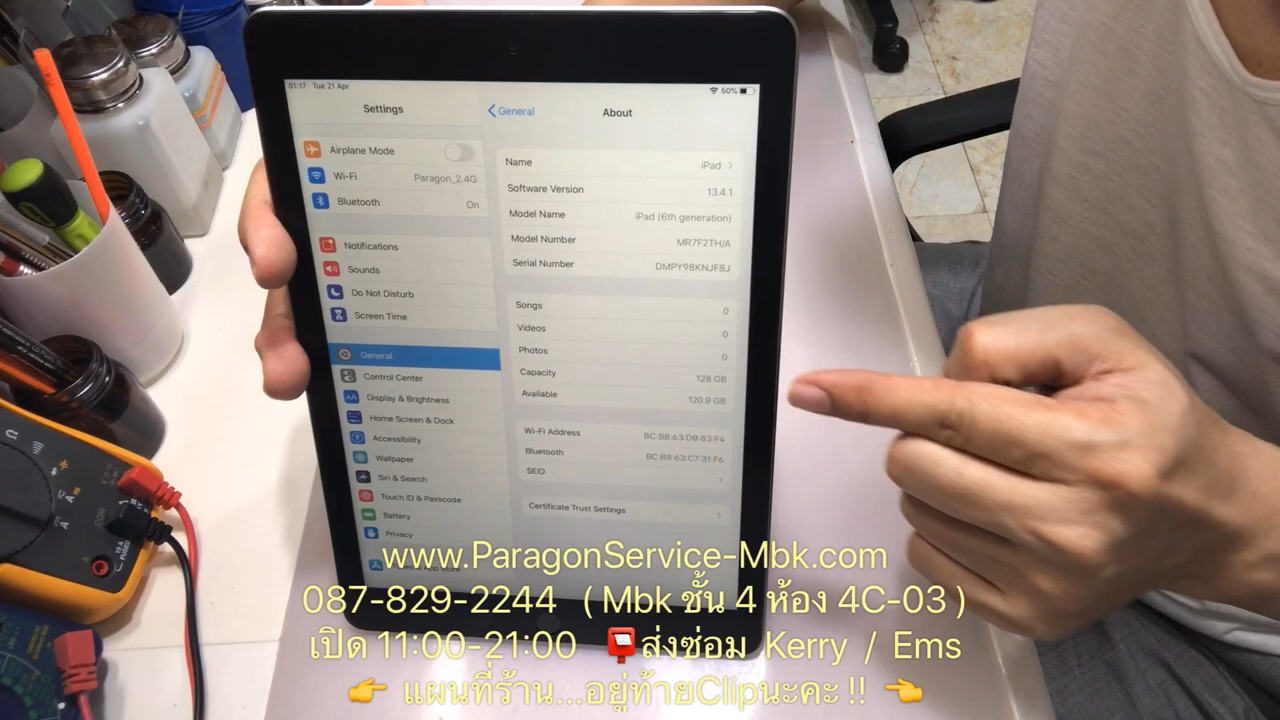 01:17 Tue 21 Apr
50%
Settings
General
About
Airplane Mode
Wi-Fi Paragon_2.4G
Bluetooth On
Notifications
Sounds
Do Not Disturb
Screen Time
General
Control Center
Display & Brightness
Home Screen & Dock
Accessibility
Wallpaper
Siri & Search
Touch ID & Passcode
Battery
Privacy
Name iPad
Software Version 13.4.1
Model Name iPad (6th generation)
Model Number MR7F2TH/A
Serial Number DMPY98KNJF8J
Songs 0
Videos 0
Photos 0
Capacity 128 GB
Available 120.9 GB
Wi-Fi Address BC:B8:63:D0:83:F4
Bluetooth BC:B8:63:C7:31:F6
SEID
Certificate Trust Settings
COM
www.ParagonService-Mbk.com
087-829-2244 ( Mbk ชั้น 4 ห้อง 4C-03 )
เปิด 11:00-21:00 📮ส่งซ่อม Kerry / Ems
👉 แผนที่ร้าน...อยู่ท้ายClipนะคะ !! 👈